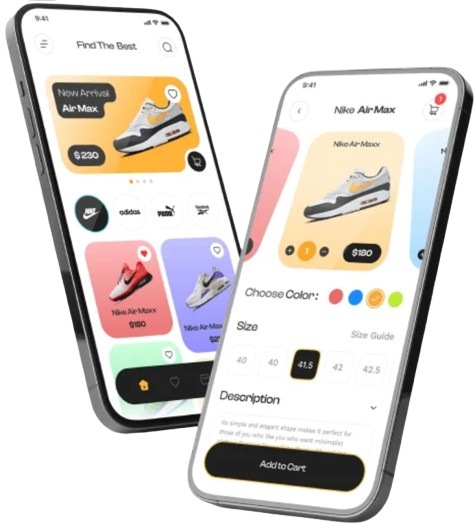 9:41
Find The Best
New Arrival
Air Max
$230
adidas
PUMA
Reebok
Nike Air Maxx
$180
Nike Max
9:41
1
Nike Air Max
Nike Air Maxx
1
$180
Choose Color:
Size
Size Guide
40 40 41.5 42 42.5
Description
Its simple and elegant shape makes it perfect for
those of you who like you who want minimalist
Add to Cart